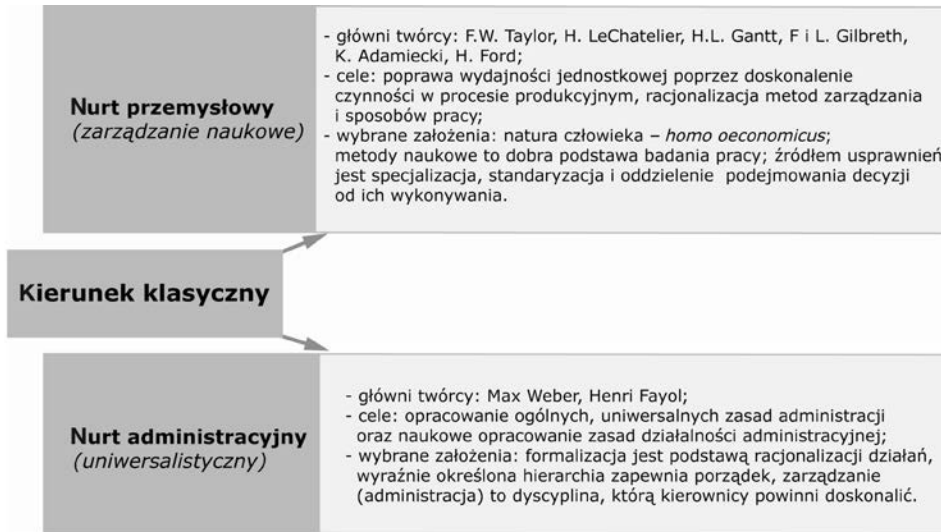 Nurt przemysłowy
(zarządzanie naukowe)
- główni twórcy: F.W. Taylor, H. LeChatelier, H.L. Gantt, F i L. Gilbreth,
K. Adamiecki, H. Ford;
- cele: poprawa wydajności jednostkowej poprzez doskonalenie
czynności w procesie produkcyjnym, racjonalizacja metod zarządzania
i sposobów pracy;
- wybrane założenia: natura człowieka – homo oeconomicus;
metody naukowe to dobra podstawa badania pracy; źródłem usprawnień
jest specjalizacja, standaryzacja i oddzielenie podejmowania decyzji
od ich wykonywania.
Kierunek klasyczny
Nurt administracyjny
(uniwersalistyczny)
- główni twórcy: Max Weber, Henri Fayol;
- cele: opracowanie ogólnych, uniwersalnych zasad administracji
oraz naukowe opracowanie zasad działalności administracyjnej;
- wybrane założenia: formalizacja jest podstawą racjonalizacji działań,
wyraźnie określona hierarchia zapewnia porządek, zarządzanie
(administracja) to dyscyplina, którą kierownicy powinni doskonalić.